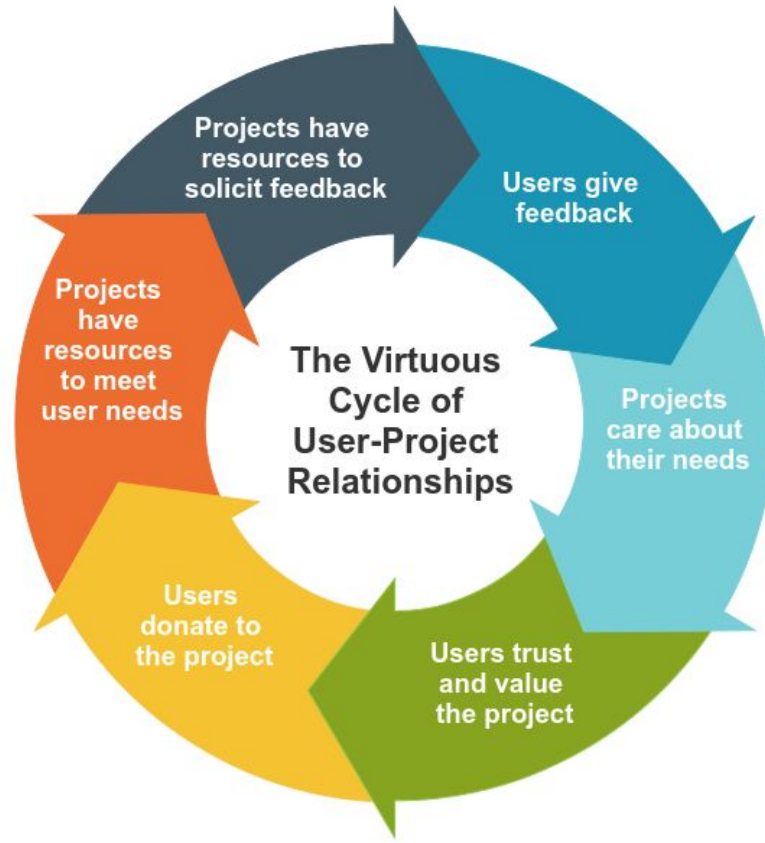 Projects have
resources to
solicit feedback
Users give
feedback
Projects
care about
their needs
Users trust
and value
the project
Users
donate to
the project
Projects
have
resources
to meet
user needs
The Virtuous
Cycle of
User-Project
Relationships